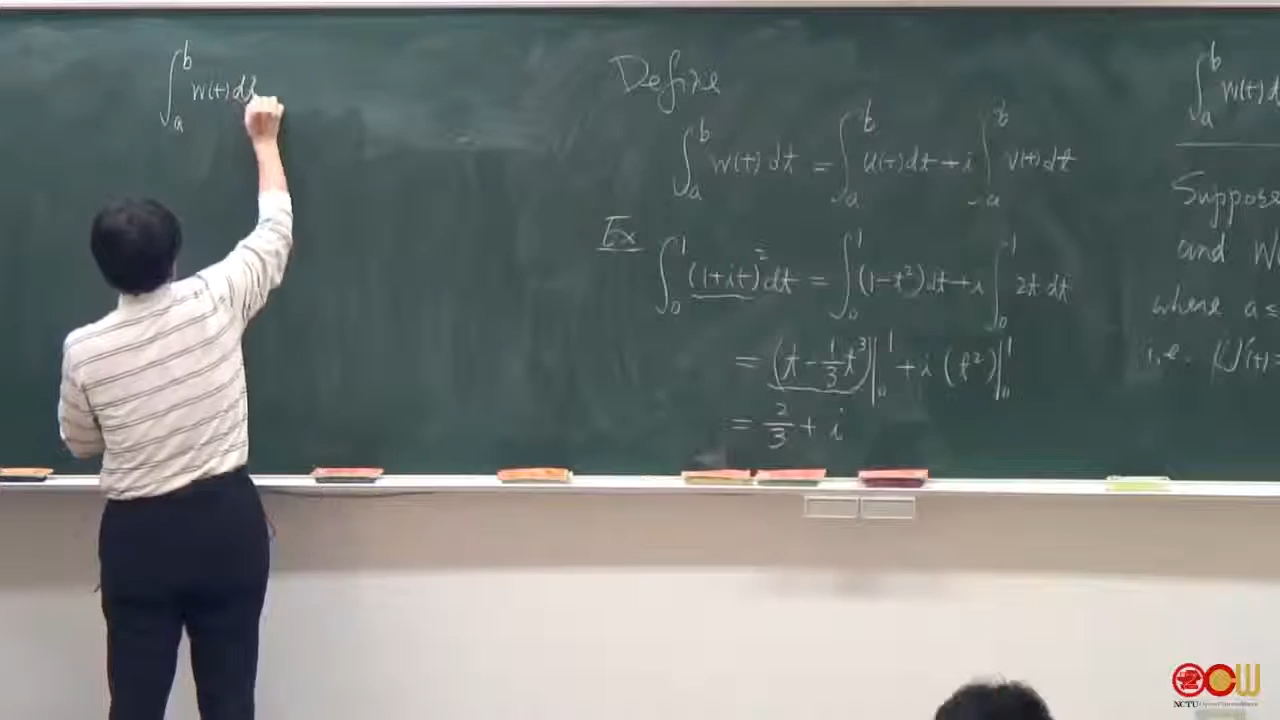 ∫_a^b w(t) dt
Define
∫_a^b w(t) dt = ∫_a^b u(t) dt + i ∫_a^b v(t) dt
Ex ∫_0^1 (1+it)^2 dt = ∫_0^1 (1-t^2) dt + i ∫_0^1 2t dt
= (t - 1/3 t^3)|_0^1 + i (t^2)|_0^1
= 2/3 + i
∫_a^b w(t) d
Suppose
and W
where a ≤
i.e. U'(t) =
OCW
NCTU OpenCourseWare